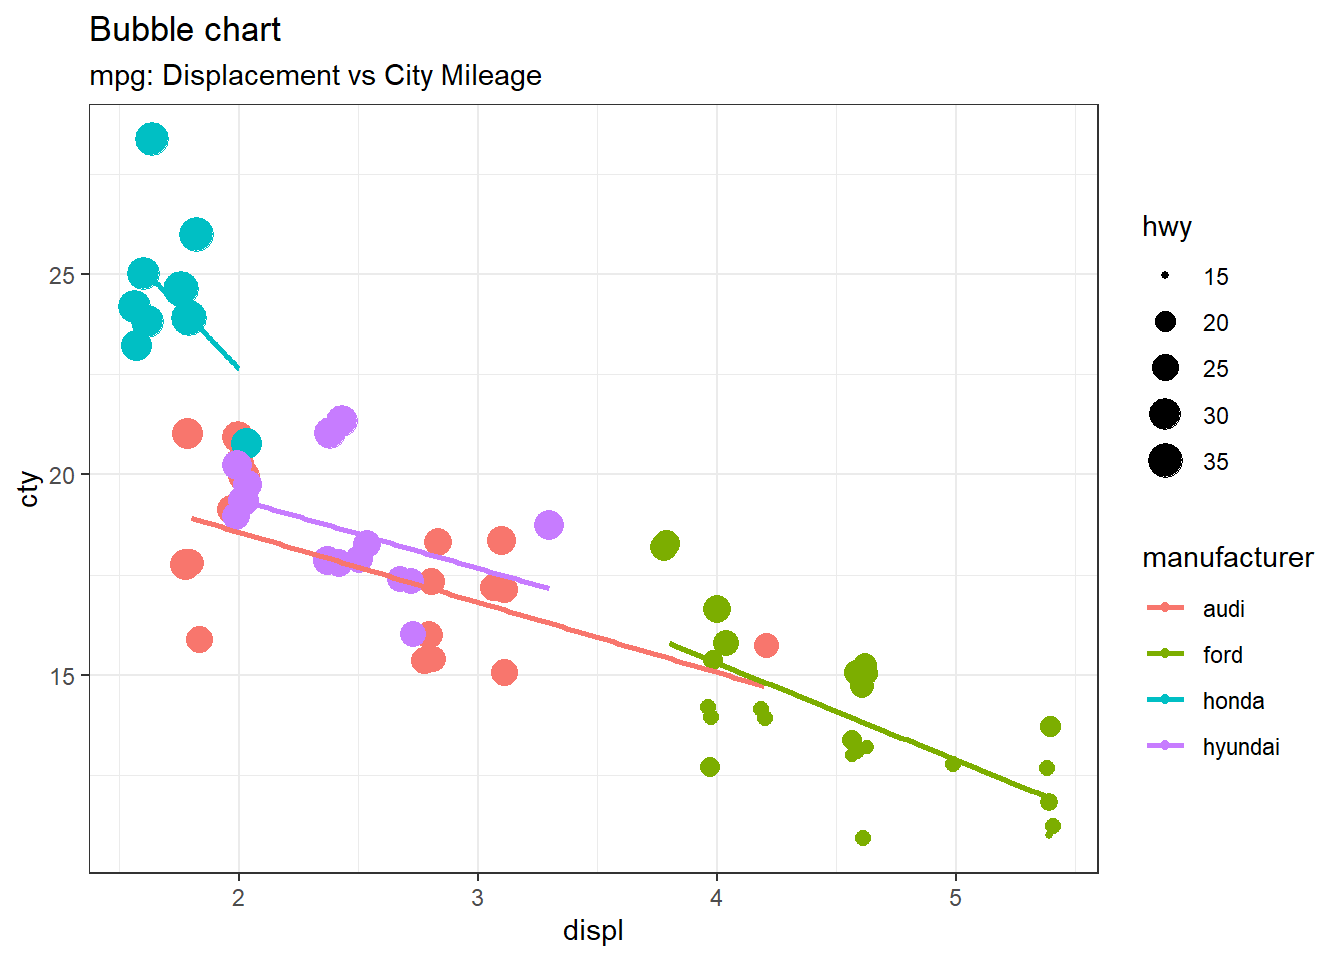 Bubble chart
mpg: Displacement vs City Mileage
cty
25
20
15
2
3
4
5
displ
hwy
15
20
25
30
35
manufacturer
audi
ford
honda
hyundai